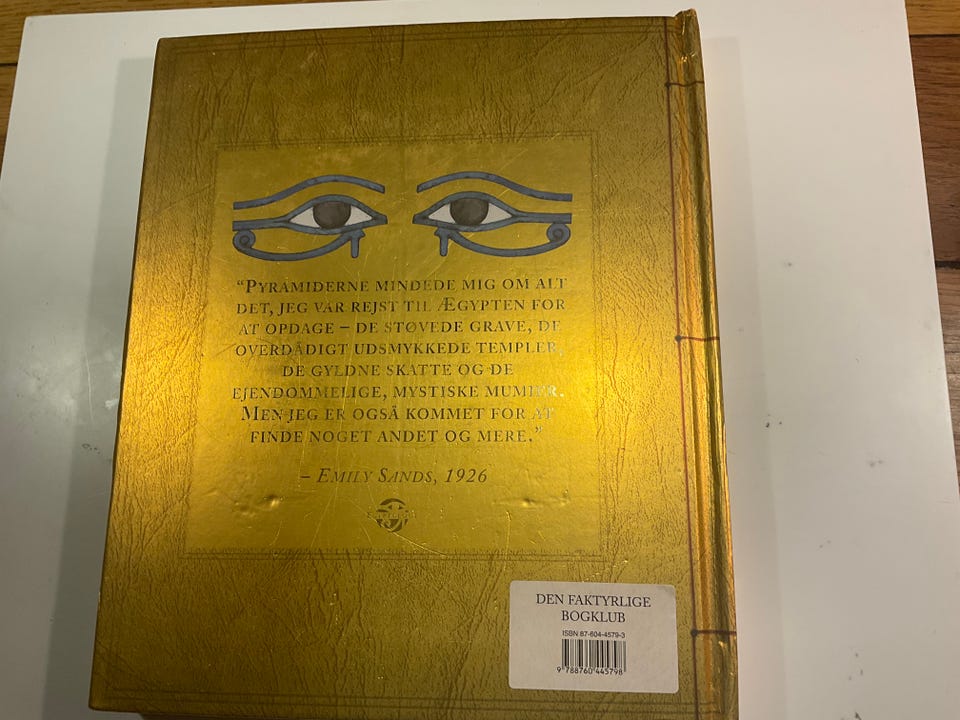 “PYRAMIDERNE MINDEDE MIG OM ALT
DET, JEG VAR REJST TIL ÆGYPTEN FOR
AT OPDAGE – DE STØVEDE GRAVE, DE
OVERDÅDIGT UDSMYKKEDE TEMPLER,
DE GYLDNE SKATTE OG DE
EJENDOMMELIGE, MYSTISKE MUMIER.
MEN JEG ER OGSÅ KOMMET FOR AT
FINDE NOGET ANDET OG MERE.”
– EMILY SANDS, 1926
DEN FAKTYRLIGE
BOGKLUB
ISBN 87-604-4579-3
9 788760 445798